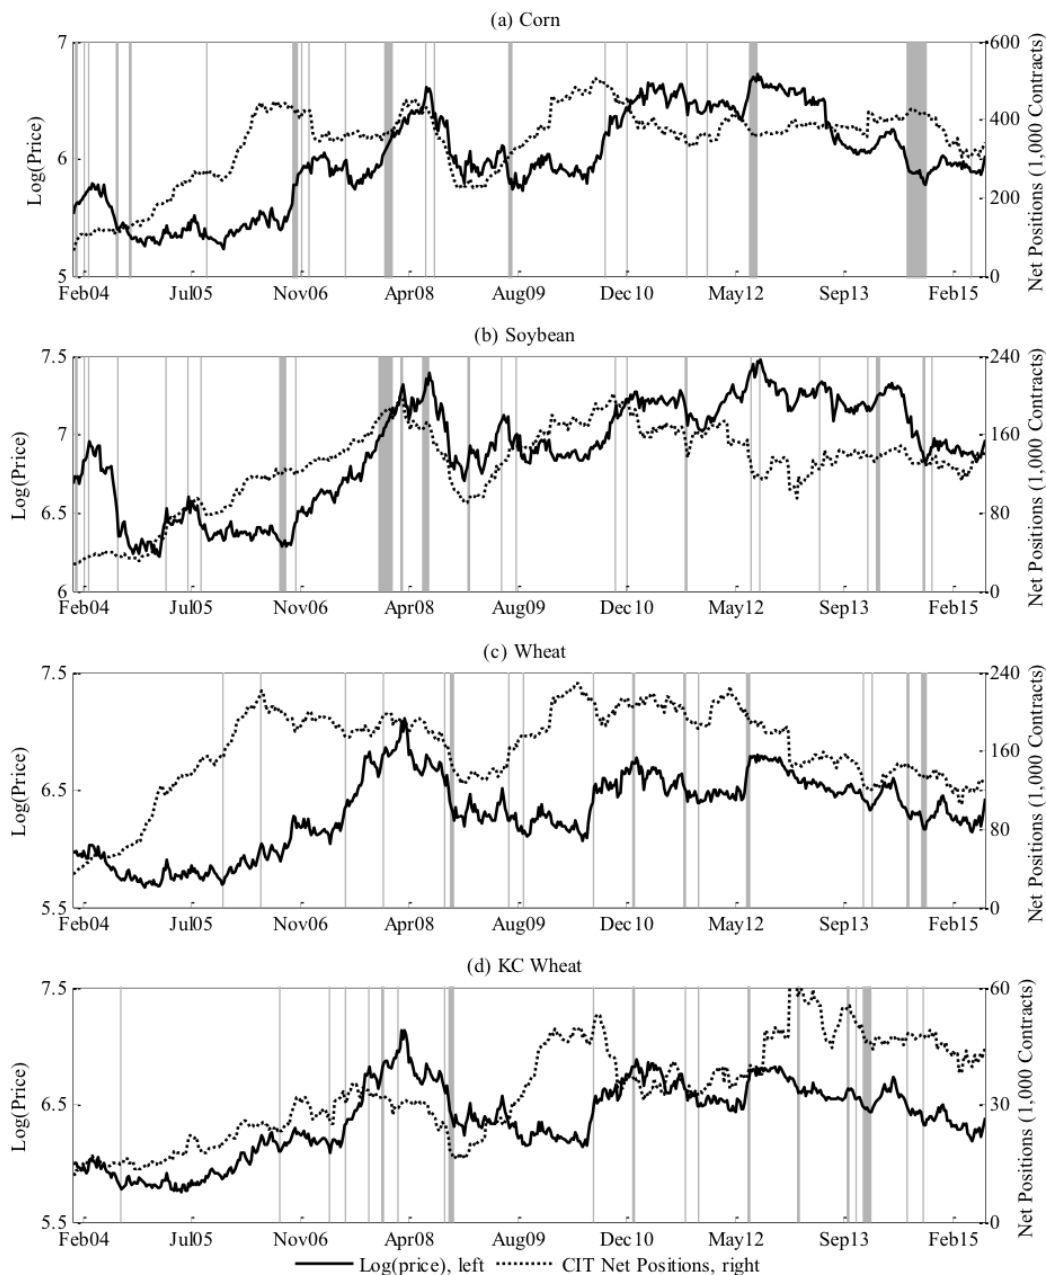 (a) Corn
7
6
5
Log(Price)
600
400
200
0
Net Positions (1,000 Contracts)
Feb04 Jul05 Nov06 Apr08 Aug09 Dec10 May12 Sep13 Feb15
(b) Soybean
7.5
7
6.5
6
Log(Price)
240
160
80
0
Net Positions (1,000 Contracts)
Feb04 Jul05 Nov06 Apr08 Aug09 Dec10 May12 Sep13 Feb15
(c) Wheat
7.5
6.5
5.5
Log(Price)
240
160
80
0
Net Positions (1,000 Contracts)
Feb04 Jul05 Nov06 Apr08 Aug09 Dec10 May12 Sep13 Feb15
(d) KC Wheat
7.5
6.5
5.5
Log(Price)
60
30
0
Net Positions (1,000 Contracts)
Feb04 Jul05 Nov06 Apr08 Aug09 Dec10 May12 Sep13 Feb15
Log(price), left CIT Net Positions, right